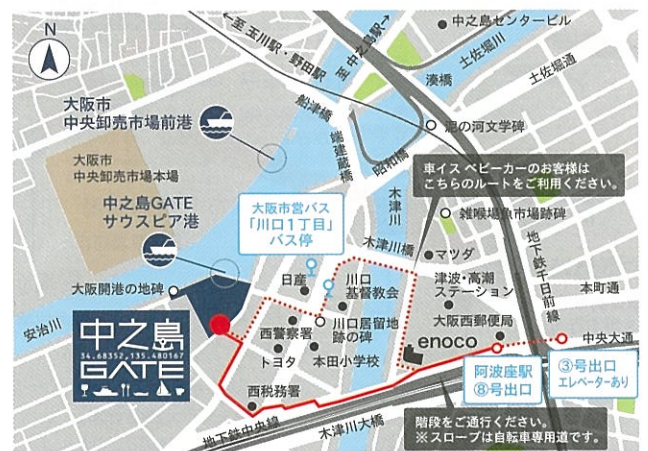 N
←至 玉川駅・野田駅
至 中之島駅→
中之島センタービル
土佐堀川
土佐堀通
湊橋
船津橋
端建蔵橋
昭和橋
泥の河文学碑
大阪市
中央卸売市場前港
大阪市
中央卸売市場本場
中之島GATE
サウスピア港
大阪市営バス
「川口1丁目」
バス停
車イス ベビーカーのお客様は
こちらのルートをご利用ください。
木津川
雑喉場魚市場跡碑
木津川橋
マツダ
地下鉄千日前線
大阪開港の地碑
日産
川口
基督教会
津波・高潮
ステーション
本町通
安治川
中之島
34.68352,135.480167
GATE
西警察署
川口居留地
跡の碑
トヨタ
本田小学校
大阪西郵便局
enoco
中央大通
阿波座駅
⑧号出口
③号出口
エレベーターあり
西税務署
地下鉄中央線
木津川大橋
階段をご通行ください。
※スロープは自転車専用道です。